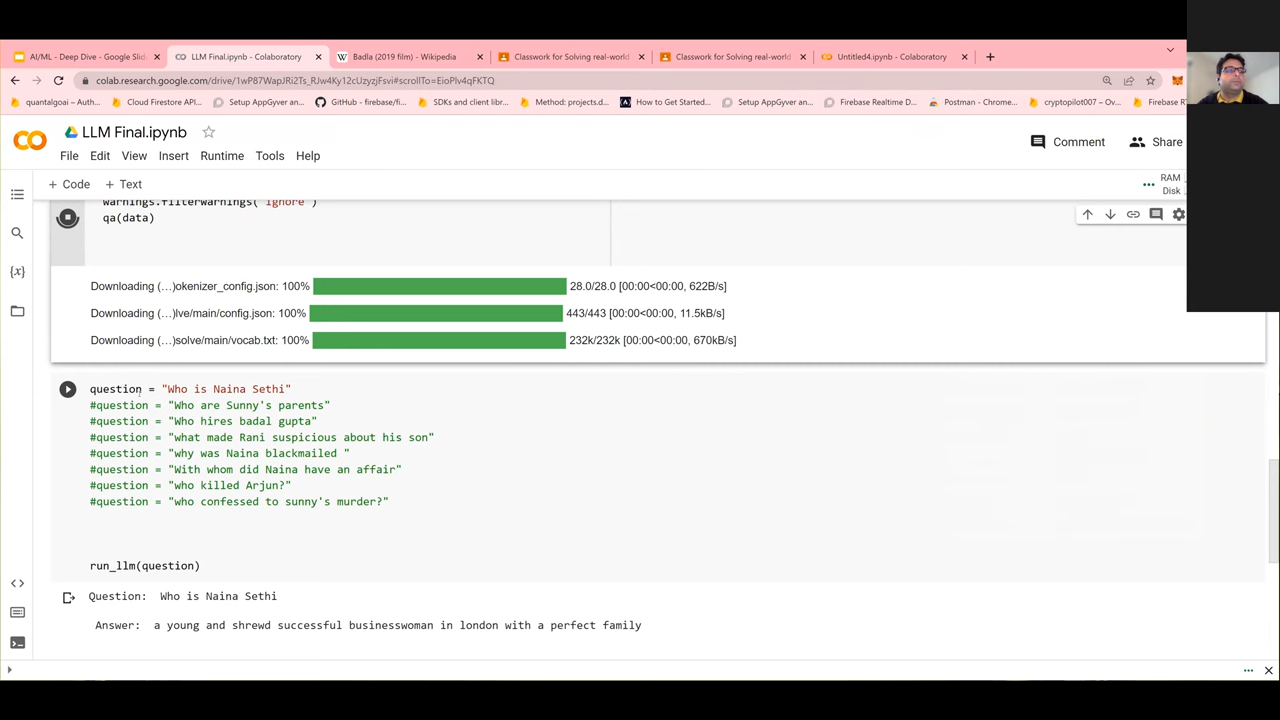 AI/ML - Deep Dive - Google Slid
LLM Final.ipynb - Colaboratory
Badla (2019 film) - Wikipedia
Classwork for Solving real-world
Classwork for Solving real-world
Untitled4.ipynb - Colaboratory
colab.research.google.com/drive/1wP87WapJRi2Ts_RJw4Ky12cUzyzjFsvi#scrollTo=EioPlv4qFKTQ
quantalgoai – Auth...
Cloud Firestore API...
Setup AppGyver an...
GitHub - firebase/fi...
SDKs and client libr...
Method: projects.d...
How to Get Started...
Setup AppGyver an...
Firebase Realtime D...
Postman - Chrome...
cryptopilot007 – Ov...
Firebase RT
LLM Final.ipynb
Comment
Share
File Edit View Insert Runtime Tools Help
+ Code + Text
RAM
Disk
warnings.filterwarnings('ignore')
qa(data)
Downloading (…)okenizer_config.json: 100% 28.0/28.0 [00:00<00:00, 622B/s]
Downloading (…)lve/main/config.json: 100% 443/443 [00:00<00:00, 11.5kB/s]
Downloading (…)solve/main/vocab.txt: 100% 232k/232k [00:00<00:00, 670kB/s]
question = "Who is Naina Sethi"
#question = "Who are Sunny's parents"
#question = "Who hires badal gupta"
#question = "what made Rani suspicious about his son"
#question = "why was Naina blackmailed "
#question = "With whom did Naina have an affair"
#question = "who killed Arjun?"
#question = "who confessed to sunny's murder?"
run_llm(question)
Question: Who is Naina Sethi
Answer: a young and shrewd successful businesswoman in london with a perfect family